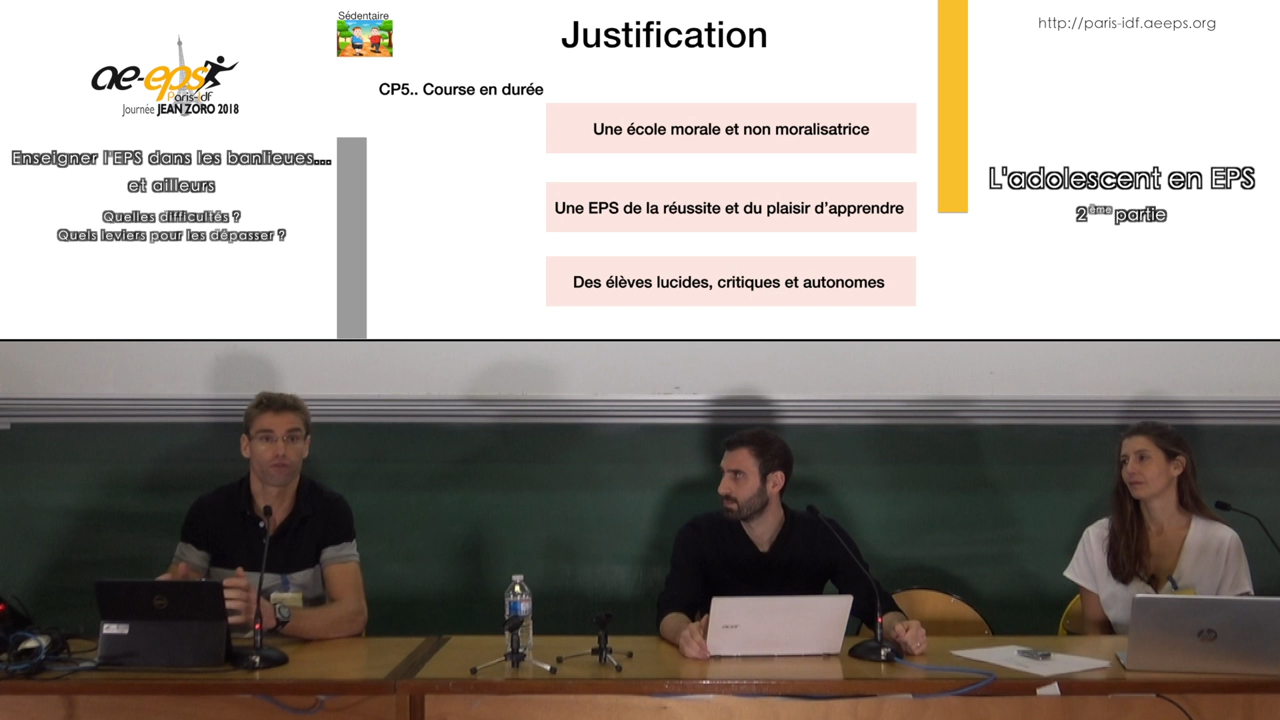 Sédentaire
Justification
http://paris-idf.aeeps.org
ae-eps
Paris-Idf
Journée JEAN ZORO 2018
CP5.. Course en durée
Une école morale et non moralisatrice
Enseigner l'EPS dans les banlieues...
et ailleurs
Quelles difficultés ?
Quels leviers pour les dépasser ?
Une EPS de la réussite et du plaisir d'apprendre
L'adolescent en EPS
2ème partie
Des élèves lucides, critiques et autonomes
acer
hp